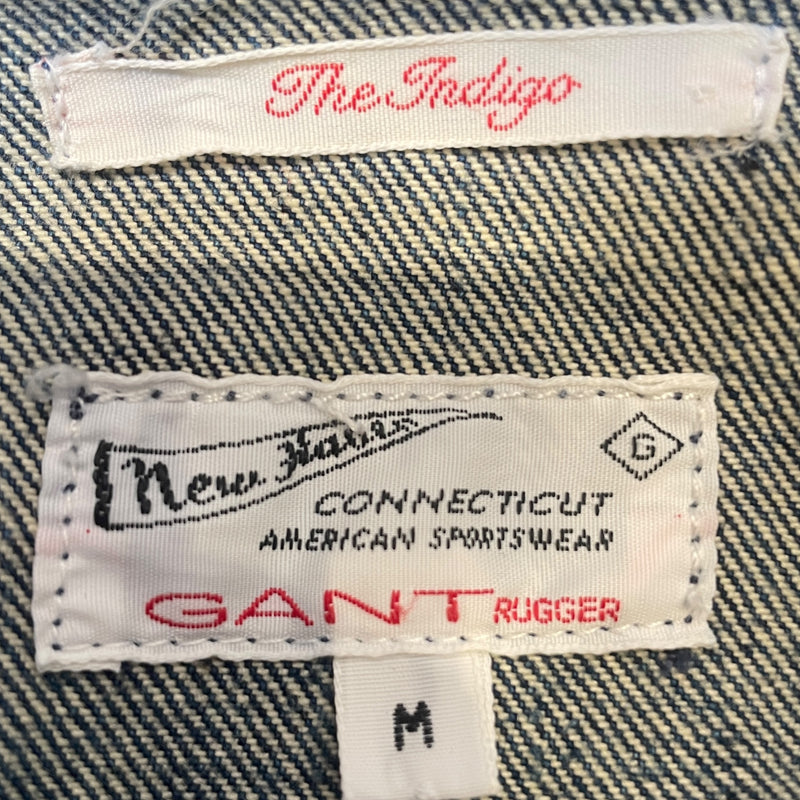 The Indigo
New Haven
G
CONNECTICUT
AMERICAN SPORTSWEAR
GANT RUGGER
M